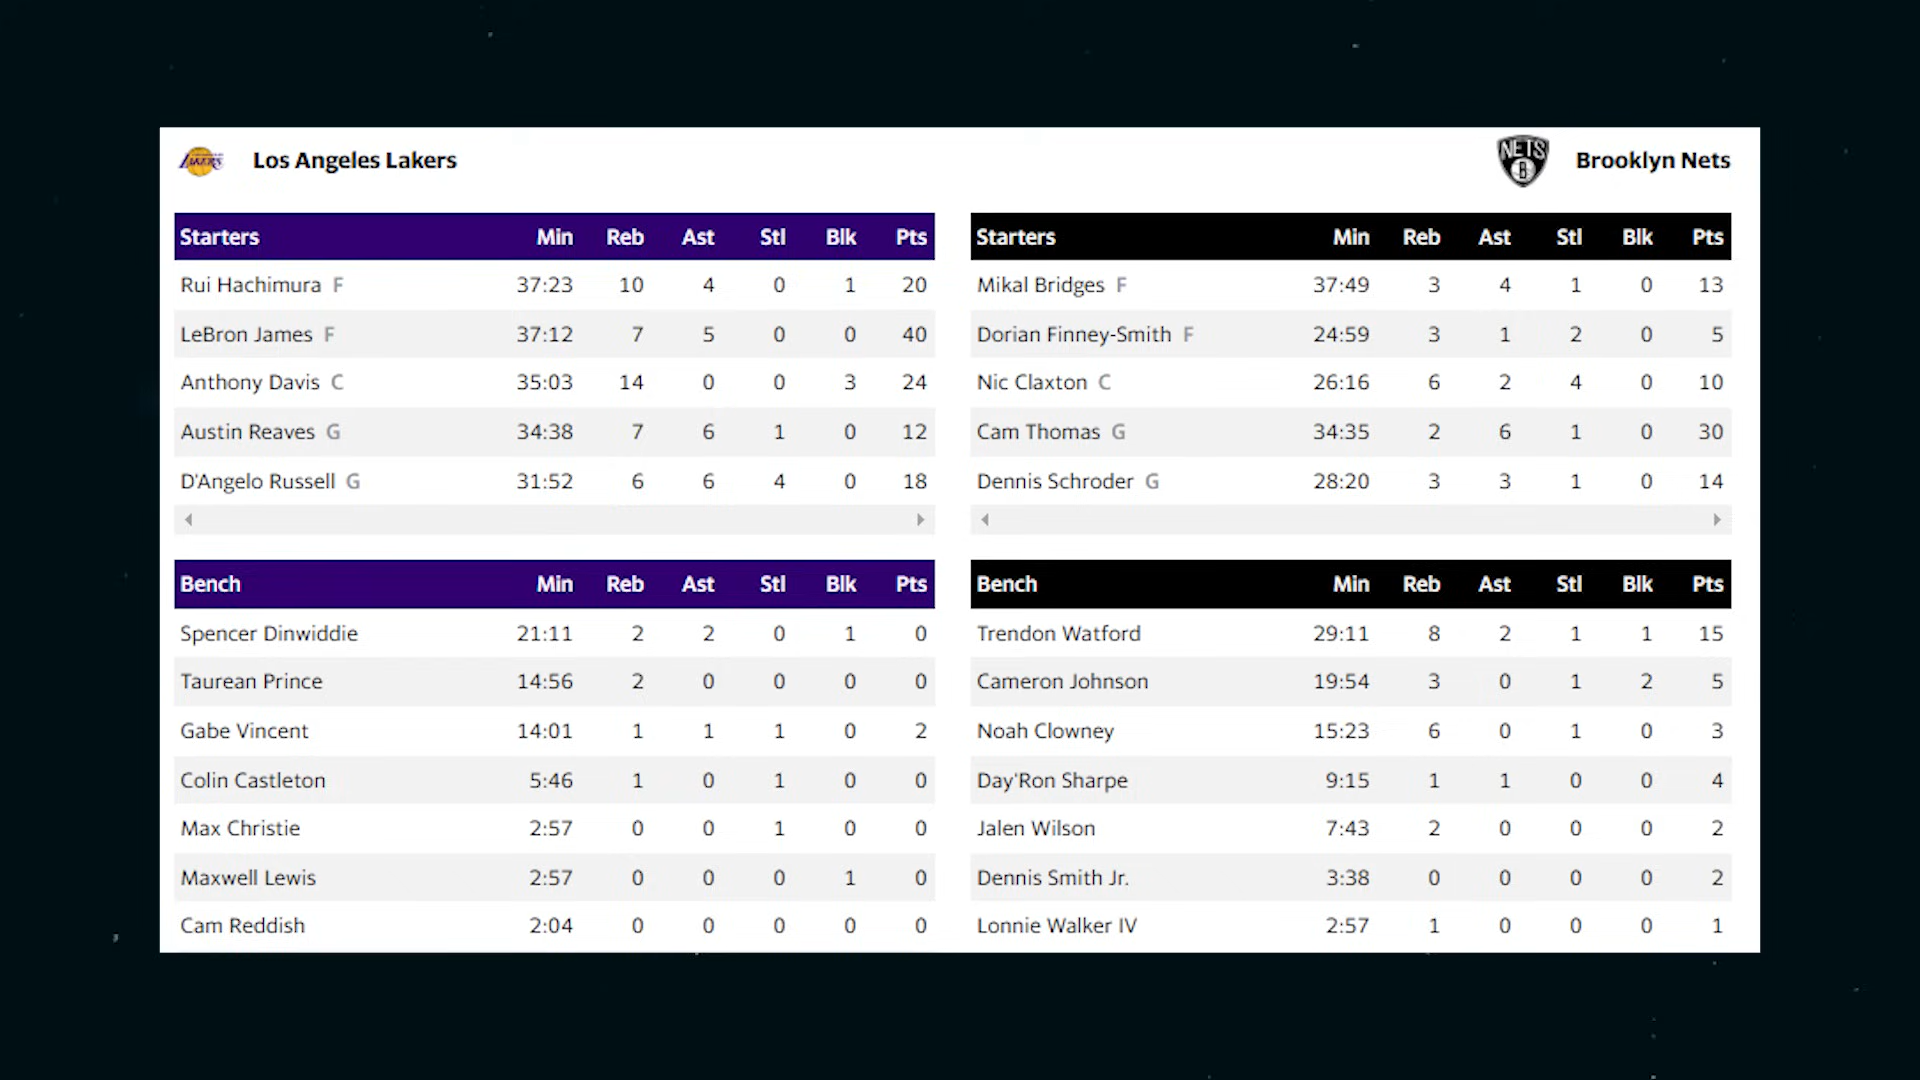 LAKERS Los Angeles Lakers
Starters Min Reb Ast Stl Blk Pts
Rui Hachimura F 37:23 10 4 0 1 20
LeBron James F 37:12 7 5 0 0 40
Anthony Davis C 35:03 14 0 0 3 24
Austin Reaves G 34:38 7 6 1 0 12
D'Angelo Russell G 31:52 6 6 4 0 18
Bench Min Reb Ast Stl Blk Pts
Spencer Dinwiddie 21:11 2 2 0 1 0
Taurean Prince 14:56 2 0 0 0 0
Gabe Vincent 14:01 1 1 1 0 2
Colin Castleton 5:46 1 0 1 0 0
Max Christie 2:57 0 0 1 0 0
Maxwell Lewis 2:57 0 0 0 1 0
Cam Reddish 2:04 0 0 0 0 0
NETS B Brooklyn Nets
Starters Min Reb Ast Stl Blk Pts
Mikal Bridges F 37:49 3 4 1 0 13
Dorian Finney-Smith F 24:59 3 1 2 0 5
Nic Claxton C 26:16 6 2 4 0 10
Cam Thomas G 34:35 2 6 1 0 30
Dennis Schroder G 28:20 3 3 1 0 14
Bench Min Reb Ast Stl Blk Pts
Trendon Watford 29:11 8 2 1 1 15
Cameron Johnson 19:54 3 0 1 2 5
Noah Clowney 15:23 6 0 1 0 3
Day'Ron Sharpe 9:15 1 1 0 0 4
Jalen Wilson 7:43 2 0 0 0 2
Dennis Smith Jr. 3:38 0 0 0 0 2
Lonnie Walker IV 2:57 1 0 0 0 1